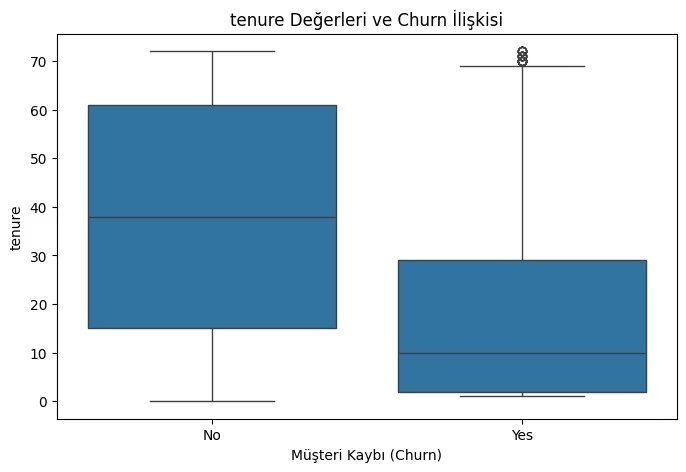 tenure Değerleri ve Churn İlişkisi
70
60
50
40
30
20
10
0
tenure
No
Yes
Müşteri Kaybı (Churn)